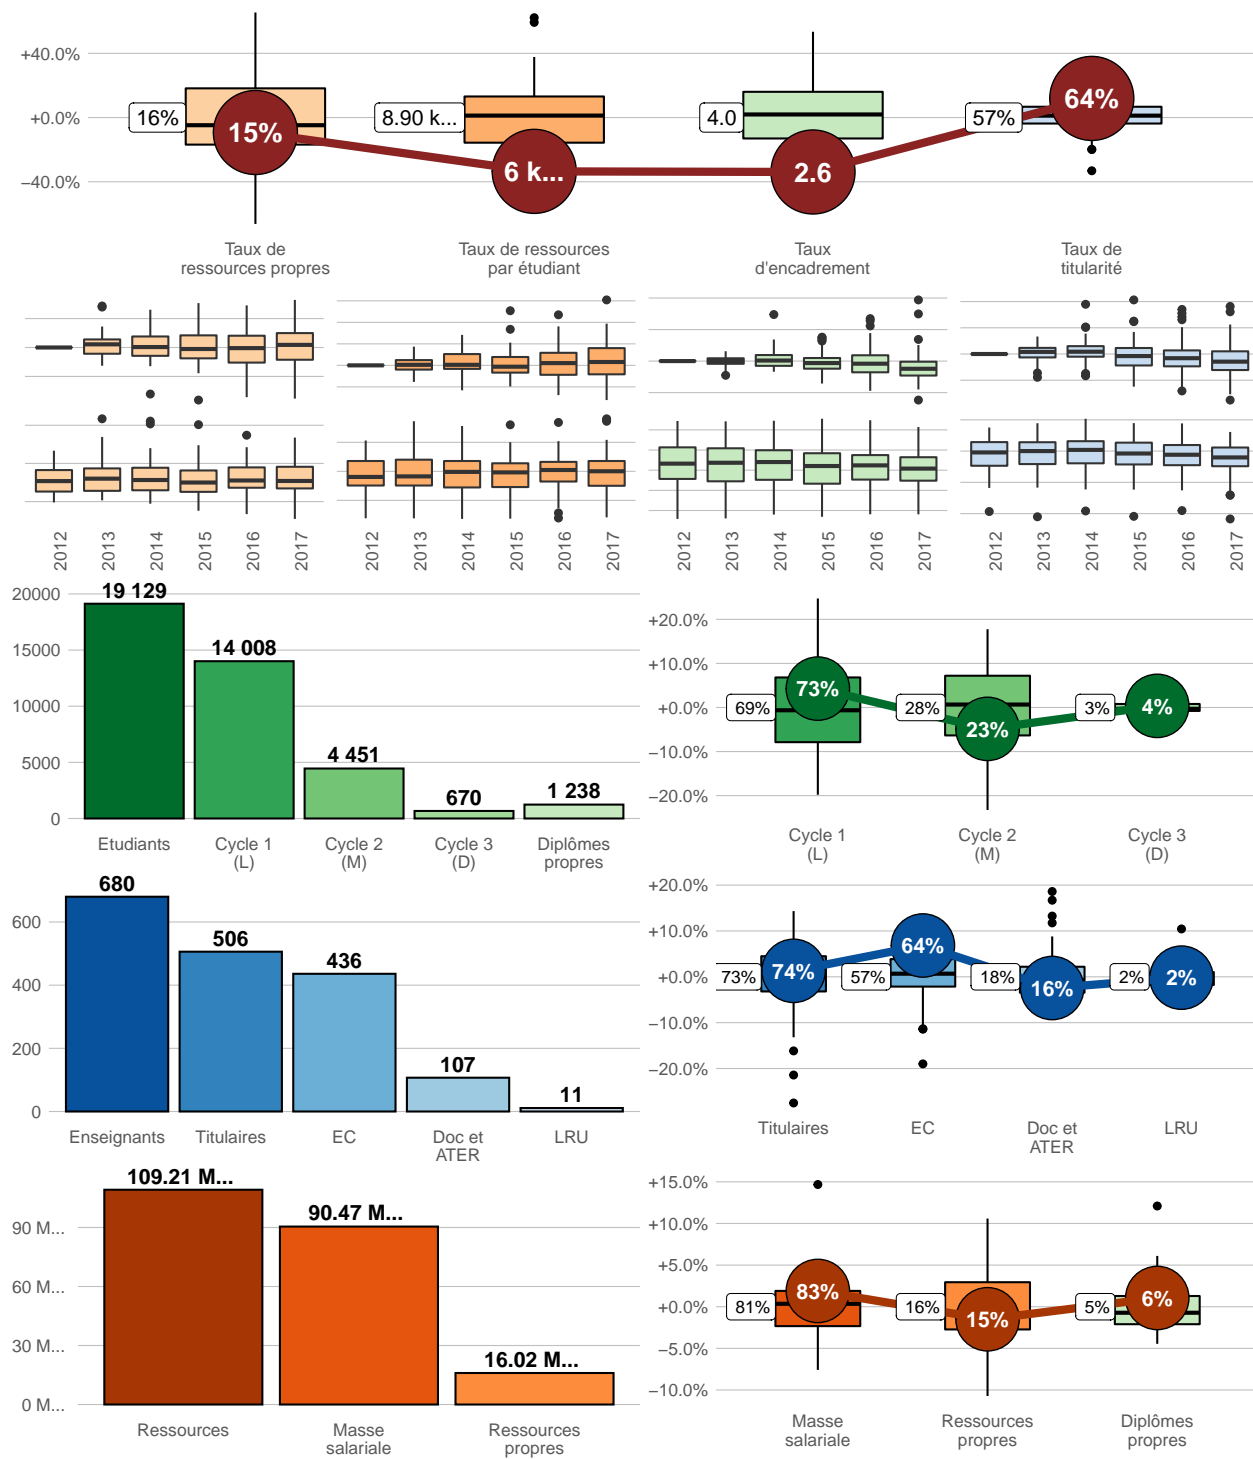 +40.0%
+0.0%
−40.0%
16%
15%
8.90 k...
6 k...
4.0
2.6
57%
64%
Taux de
ressources propres
Taux de ressources
par étudiant
Taux
d'encadrement
Taux de
titularité
2012
2013
2014
2015
2016
2017
2012
2013
2014
2015
2016
2017
2012
2013
2014
2015
2016
2017
2012
2013
2014
2015
2016
2017
20000
15000
10000
5000
0
19 129
14 008
4 451
670
1 238
Etudiants
Cycle 1
(L)
Cycle 2
(M)
Cycle 3
(D)
Diplômes
propres
+20.0%
+10.0%
+0.0%
−10.0%
−20.0%
69%
73%
28%
23%
3%
4%
Cycle 1
(L)
Cycle 2
(M)
Cycle 3
(D)
600
400
200
0
680
506
436
107
11
Enseignants
Titulaires
EC
Doc et
ATER
LRU
+20.0%
+10.0%
+0.0%
−10.0%
−20.0%
73%
74%
57%
64%
18%
16%
2%
2%
Titulaires
EC
Doc et
ATER
LRU
90 M...
60 M...
30 M...
0 M...
109.21 M...
90.47 M...
16.02 M...
Ressources
Masse
salariale
Ressources
propres
+15.0%
+10.0%
+5.0%
+0.0%
−5.0%
−10.0%
81%
83%
16%
15%
5%
6%
Masse
salariale
Ressources
propres
Diplômes
propres